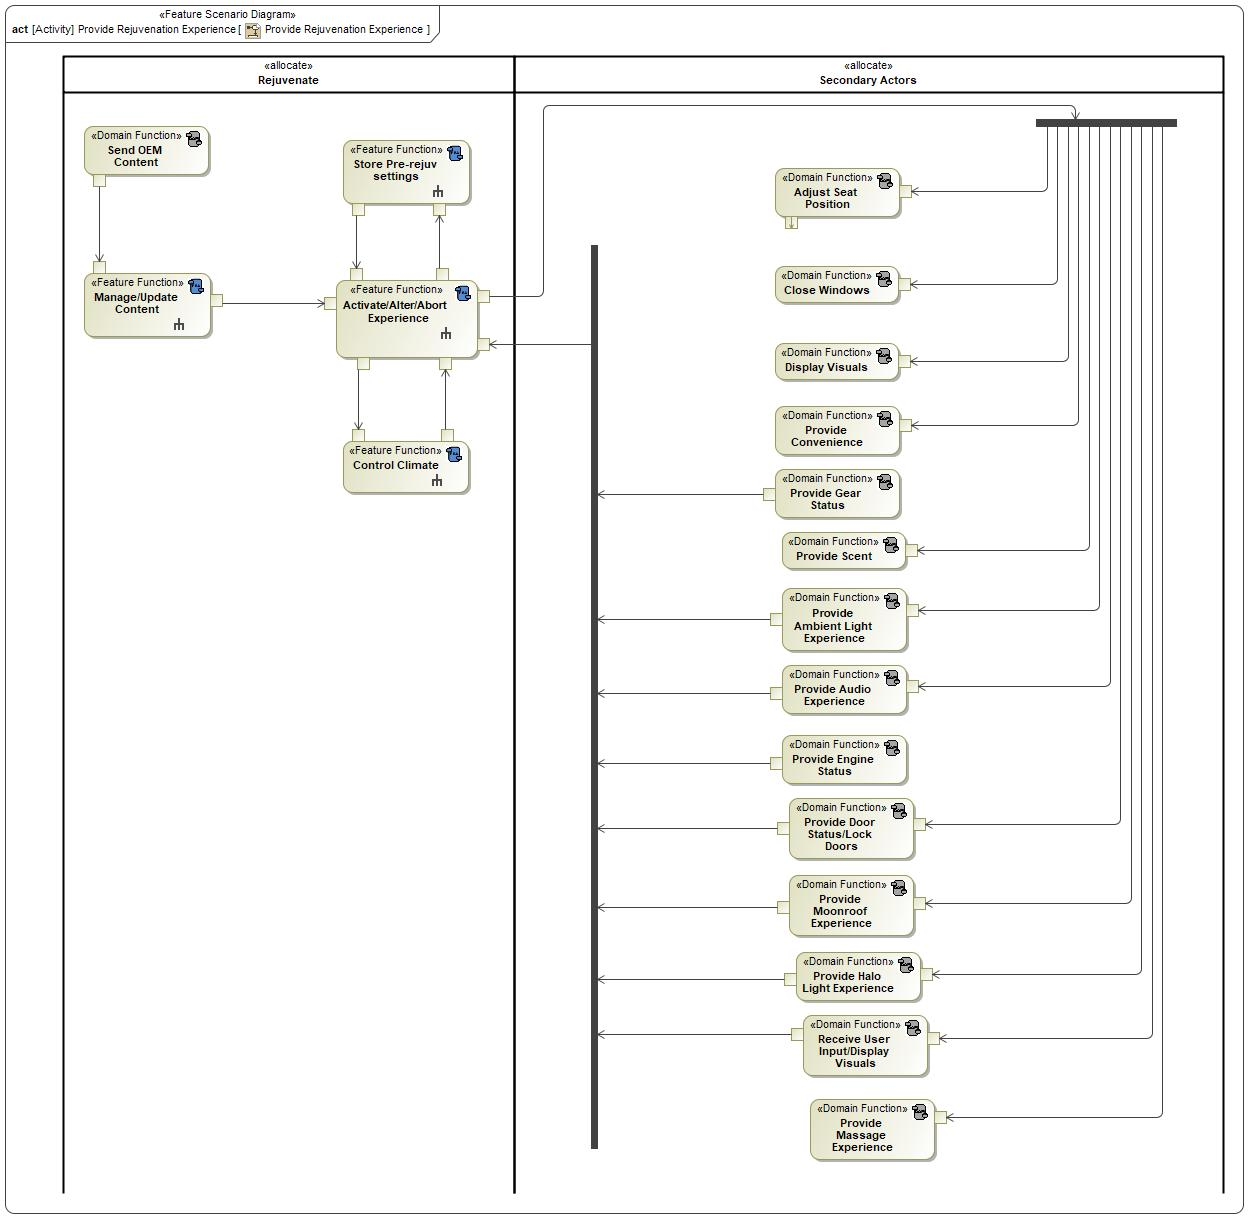 «Feature Scenario Diagram»
act [Activity] Provide Rejuvenation Experience [ Provide Rejuvenation Experience ]
«allocate»
Rejuvenate
«allocate»
Secondary Actors
«Domain Function»
Send OEM
Content
«Feature Function»
Store Pre-rejuv
settings
«Feature Function»
Manage/Update
Content
«Feature Function»
Activate/Alter/Abort
Experience
«Feature Function»
Control Climate
«Domain Function»
Adjust Seat
Position
«Domain Function»
Close Windows
«Domain Function»
Display Visuals
«Domain Function»
Provide
Convenience
«Domain Function»
Provide Gear
Status
«Domain Function»
Provide Scent
«Domain Function»
Provide
Ambient Light
Experience
«Domain Function»
Provide Audio
Experience
«Domain Function»
Provide Engine
Status
«Domain Function»
Provide Door
Status/Lock
Doors
«Domain Function»
Provide
Moonroof
Experience
«Domain Function»
Provide Halo
Light Experience
«Domain Function»
Receive User
Input/Display
Visuals
«Domain Function»
Provide
Massage
Experience